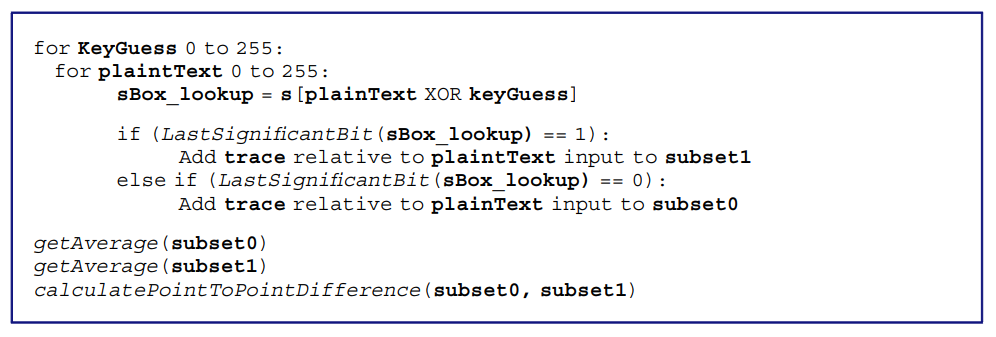 for KeyGuess 0 to 255:
for plaintText 0 to 255:
sBox_lookup = s[plainText XOR keyGuess]
if (LastSignificantBit(sBox_lookup) == 1):
Add trace relative to plaintText input to subset1
else if (LastSignificantBit(sBox_lookup) == 0):
Add trace relative to plainText input to subset0
getAverage(subset0)
getAverage(subset1)
calculatePointToPointDifference(subset0, subset1)